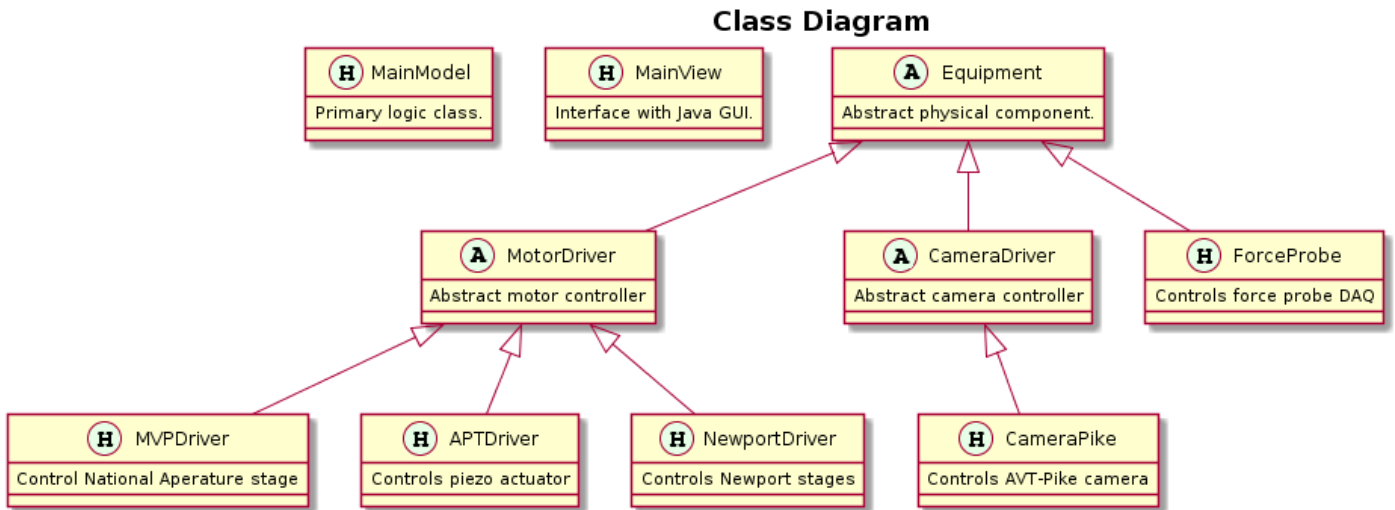 Class Diagram
H MainModel
Primary logic class.
H MainView
Interface with Java GUI.
A Equipment
Abstract physical component.
A MotorDriver
Abstract motor controller
A CameraDriver
Abstract camera controller
H ForceProbe
Controls force probe DAQ
H MVPDriver
Control National Aperature stage
H APTDriver
Controls piezo actuator
H NewportDriver
Controls Newport stages
H CameraPike
Controls AVT-Pike camera